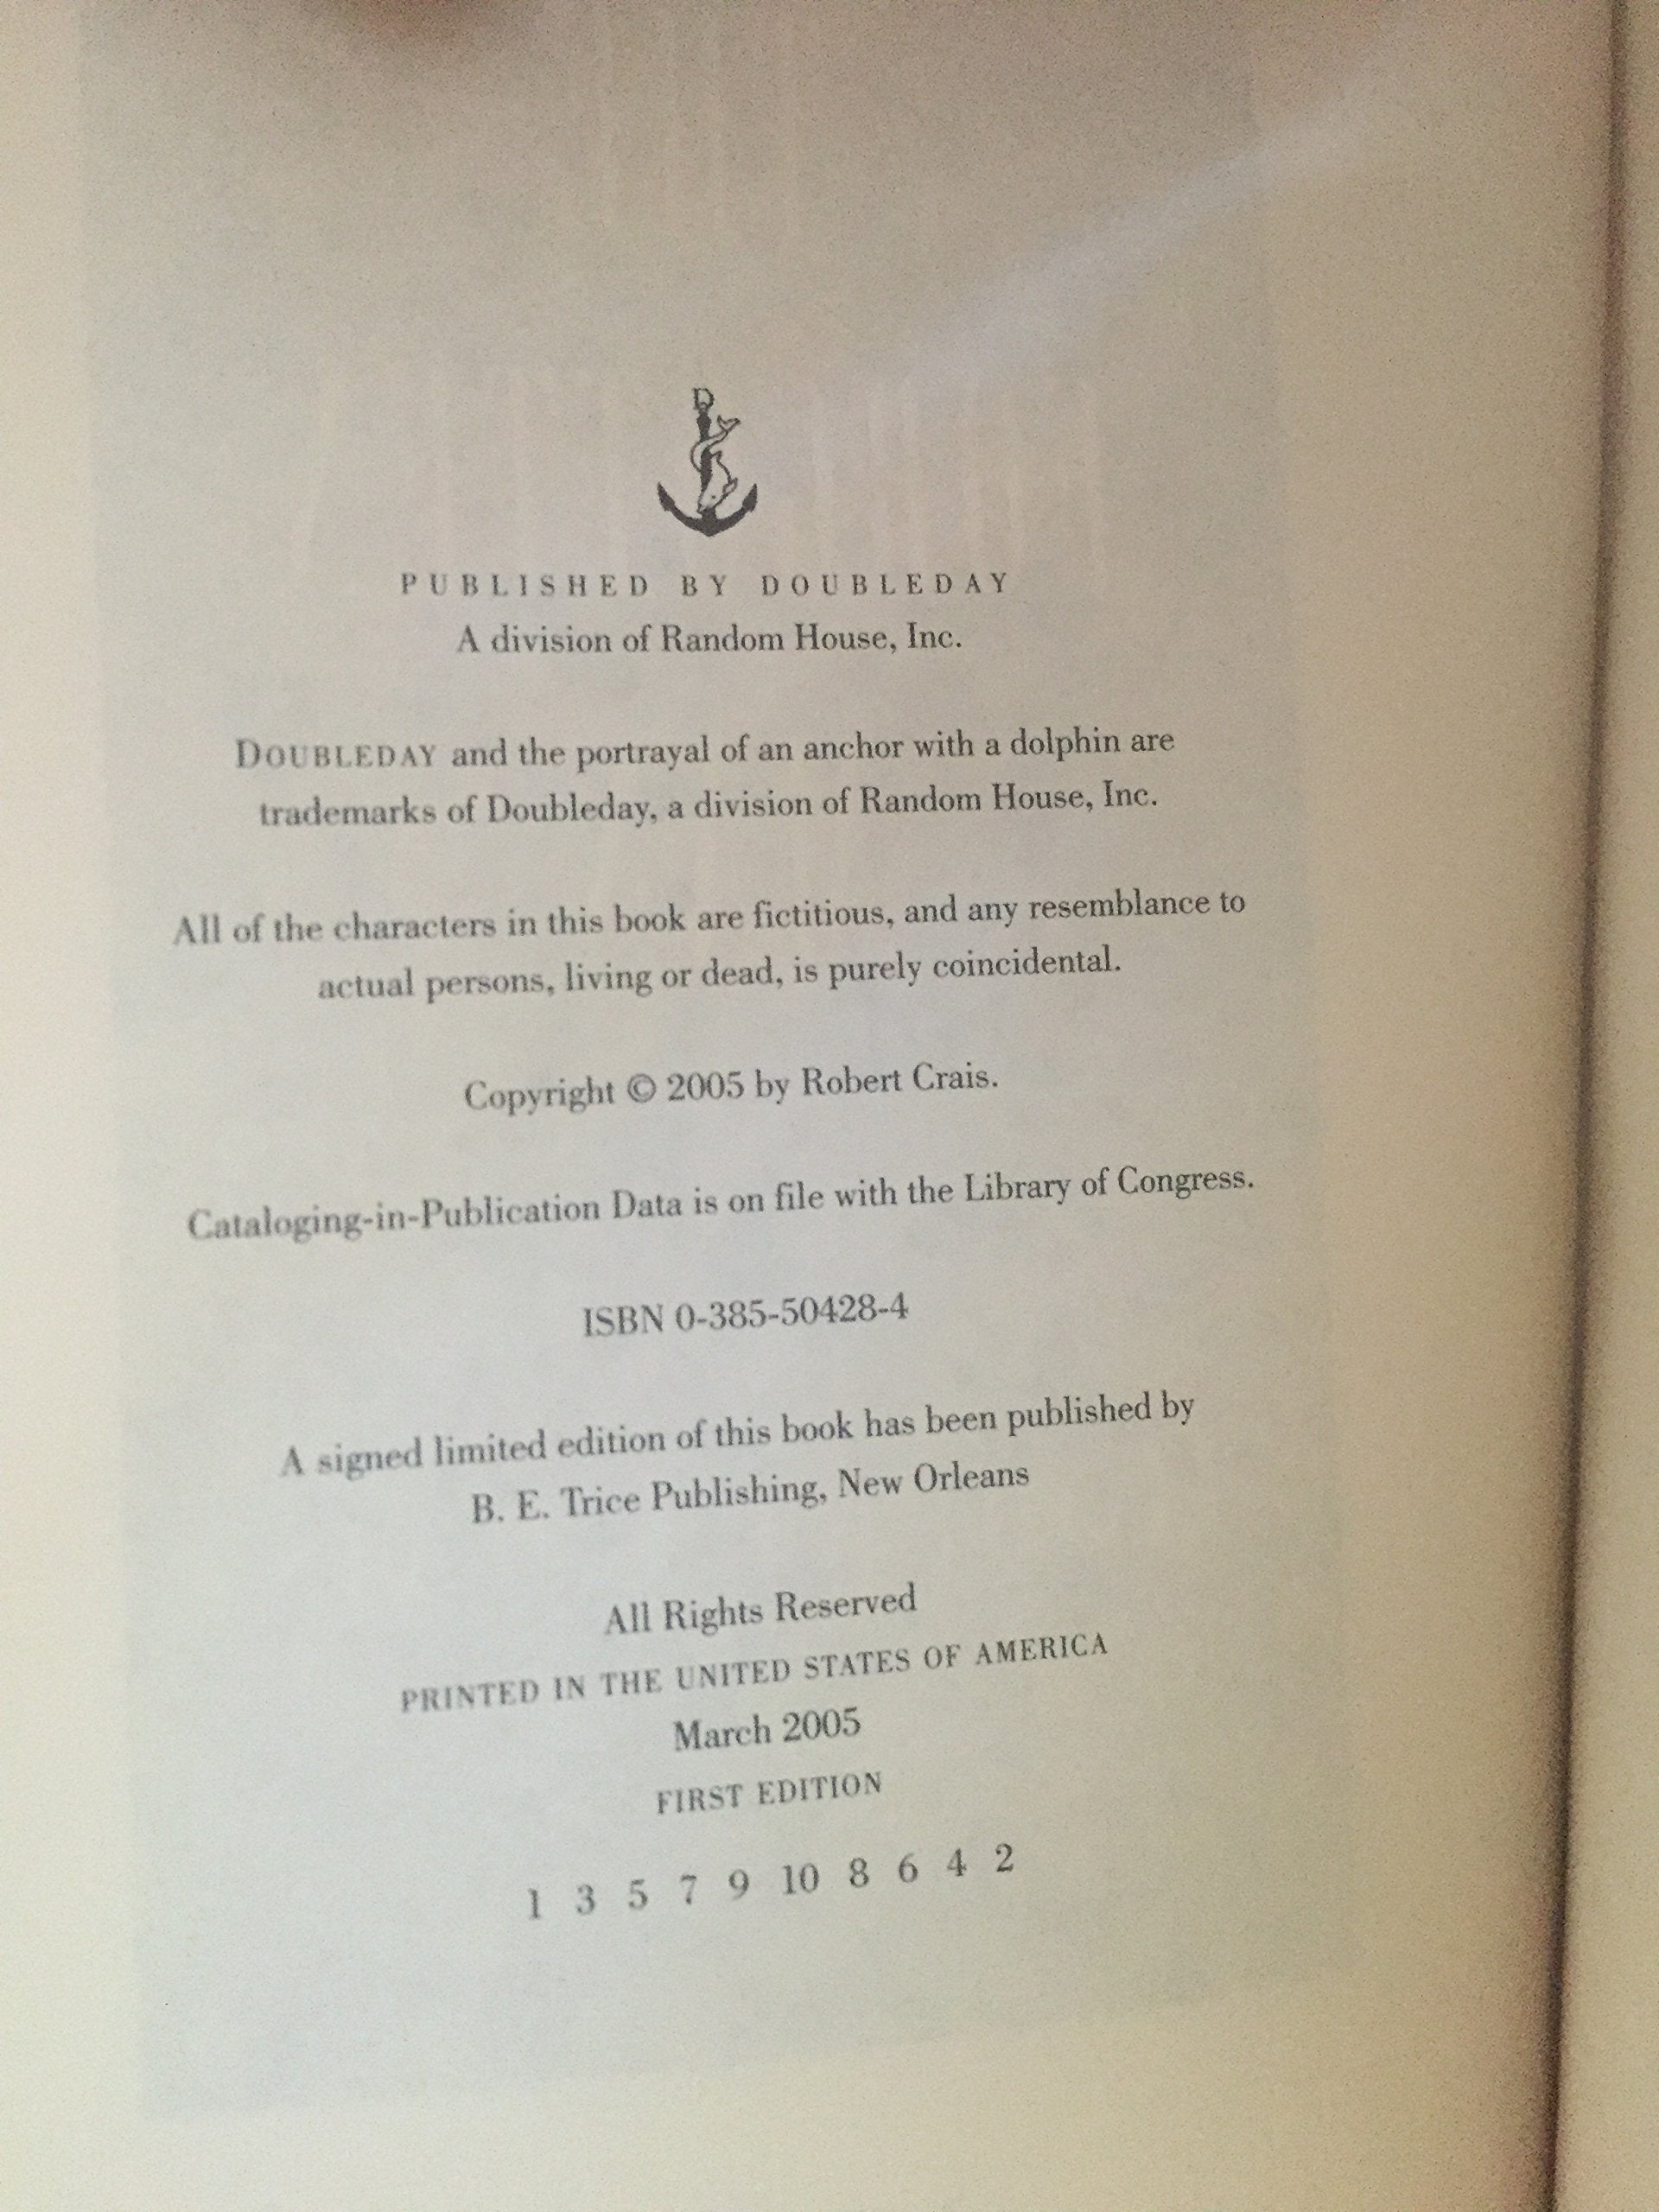 PUBLISHED BY DOUBLEDAY
A division of Random House, Inc.
DOUBLEDAY and the portrayal of an anchor with a dolphin are
trademarks of Doubleday, a division of Random House, Inc.
All of the characters in this book are fictitious, and any resemblance to
actual persons, living or dead, is purely coincidental.
Copyright © 2005 by Robert Crais.
Cataloging-in-Publication Data is on file with the Library of Congress.
ISBN 0-385-50428-4
A signed limited edition of this book has been published by
B. E. Trice Publishing, New Orleans
All Rights Reserved
PRINTED IN THE UNITED STATES OF AMERICA
March 2005
FIRST EDITION
1 3 5 7 9 10 8 6 4 2